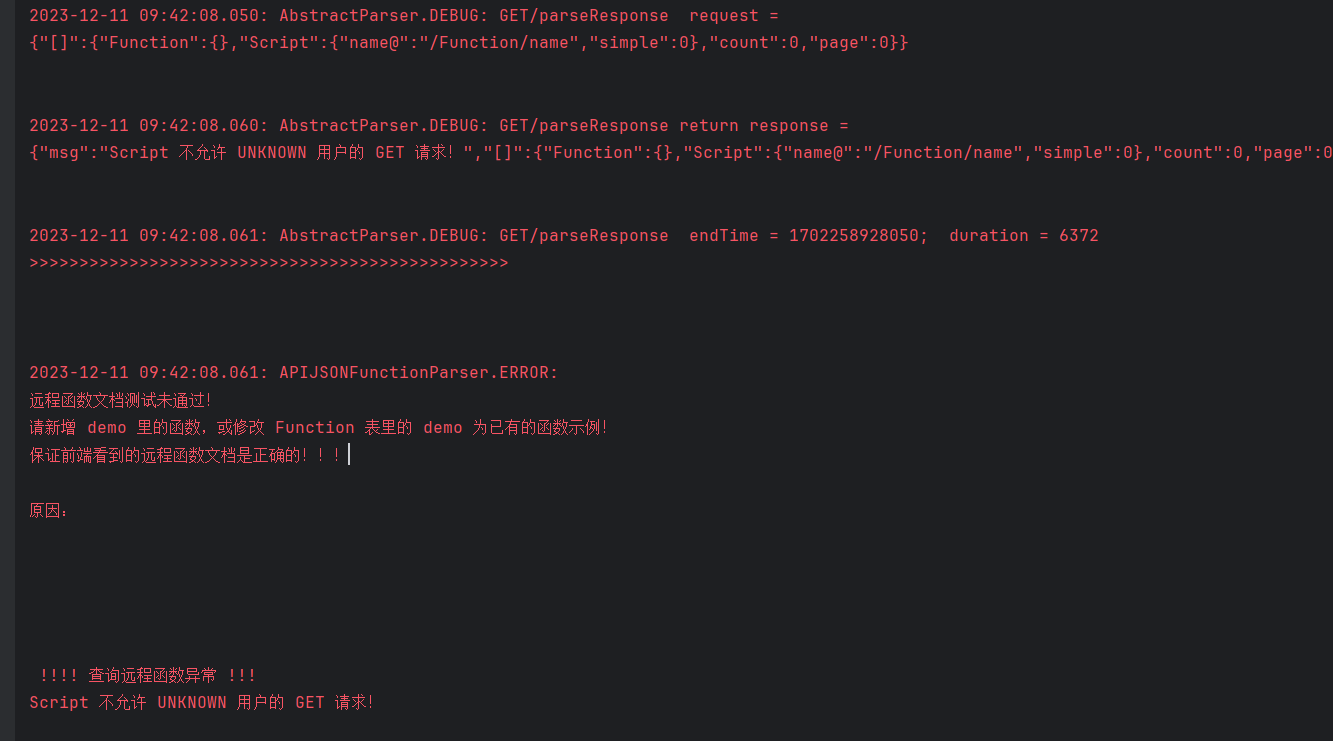 2023-12-11 09:42:08.050: AbstractParser.DEBUG: GET/parseResponse  request =
{"[]":{"Function":{},"Script":{"name@":"/Function/name","simple":0},"count":0,"page":0}}
2023-12-11 09:42:08.060: AbstractParser.DEBUG: GET/parseResponse return response =
{"msg":"Script 不允许 UNKNOWN 用户的 GET 请求！","[]":{"Function":{},"Script":{"name@":"/Function/name","simple":0},"count":0,"page":0
2023-12-11 09:42:08.061: AbstractParser.DEBUG: GET/parseResponse  endTime = 1702258928050;  duration = 6372
>>>>>>>>>>>>>>>>>>>>>>>>>>>>>>>>>>>>>>>>>>>>>>>>
2023-12-11 09:42:08.061: APIJSONFunctionParser.ERROR:
远程函数文档测试未通过！
请新增 demo 里的函数，或修改 Function 表里的 demo 为已有的函数示例！
保证前端看到的远程函数文档是正确的！！！
原因：
!!!! 查询远程函数异常 !!!
Script 不允许 UNKNOWN 用户的 GET 请求！